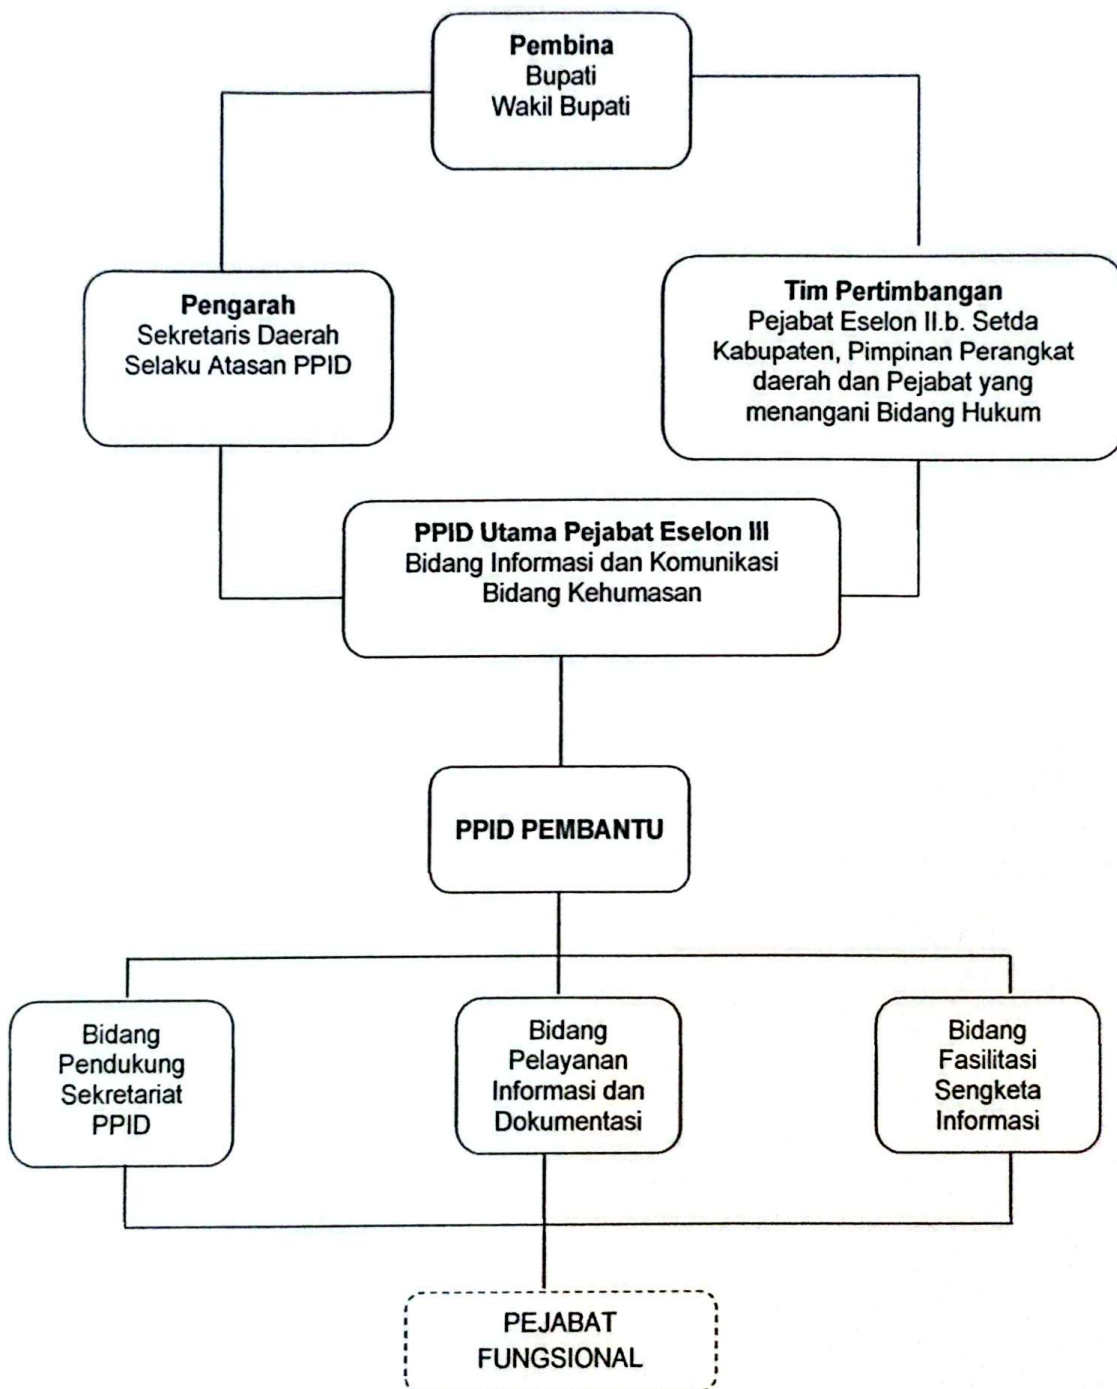 Pembina
Bupati
Wakil Bupati
Pengarah
Sekretaris Daerah
Selaku Atasan PPID
Tim Pertimbangan
Pejabat Eselon II.b. Setda
Kabupaten, Pimpinan Perangkat
daerah dan Pejabat yang
menangani Bidang Hukum
PPID Utama Pejabat Eselon III
Bidang Informasi dan Komunikasi
Bidang Kehumasan
PPID PEMBANTU
Bidang
Pendukung
Sekretariat
PPID
Bidang
Pelayanan
Informasi dan
Dokumentasi
Bidang
Fasilitasi
Sengketa
Informasi
PEJABAT
FUNGSIONAL